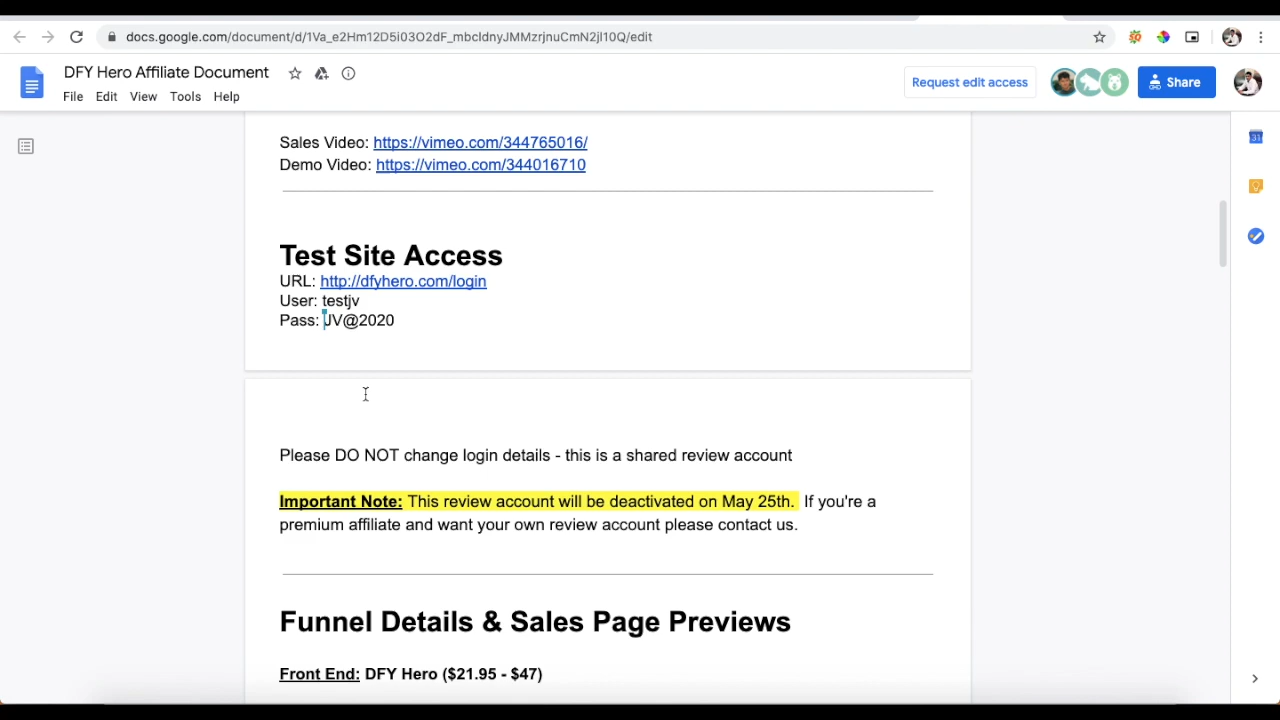 docs.google.com/document/d/1Va_e2Hm12D5i03O2dF_mbcldnyJMMzrjnuCmN2jl10Q/edit
DFY Hero Affiliate Document
File Edit View Tools Help
Request edit access
Share
Sales Video: https://vimeo.com/344765016/
Demo Video: https://vimeo.com/344016710
Test Site Access
URL: http://dfyhero.com/login
User: testjv
Pass: JV@2020
Please DO NOT change login details - this is a shared review account
Important Note: This review account will be deactivated on May 25th. If you're a
premium affiliate and want your own review account please contact us.
Funnel Details & Sales Page Previews
Front End: DFY Hero ($21.95 - $47)
31